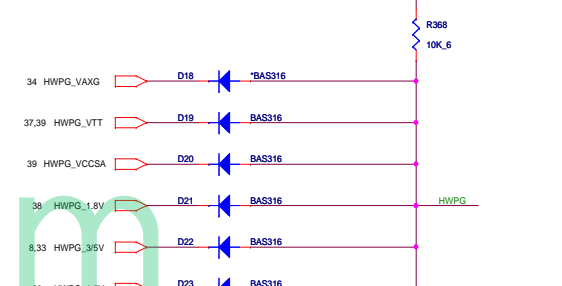 R368
10K_6
34 HWPG_VAXG D18 *BAS316
37,39 HWPG_VTT D19 BAS316
39 HWPG_VCCSA D20 BAS316
38 HWPG_1.8V D21 BAS316 HWPG
8,33 HWPG_3/5V D22 BAS316
D23 BAS316
m